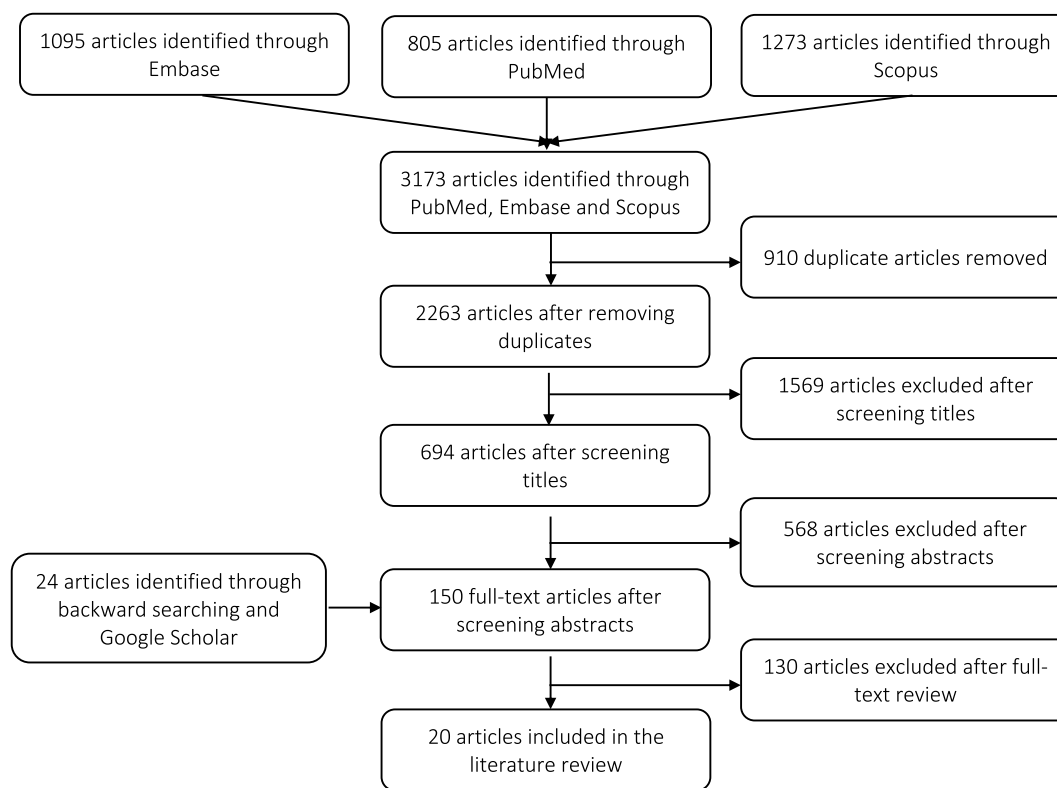 1095 articles identified through
Embase
805 articles identified through
PubMed
1273 articles identified through
Scopus
3173 articles identified through
PubMed, Embase and Scopus
910 duplicate articles removed
2263 articles after removing
duplicates
1569 articles excluded after
screening titles
694 articles after screening
titles
568 articles excluded after
screening abstracts
24 articles identified through
backward searching and
Google Scholar
150 full-text articles after
screening abstracts
130 articles excluded after full-
text review
20 articles included in the
literature review